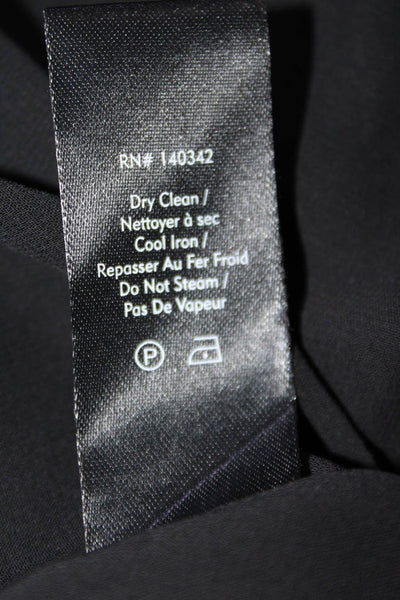 RN# 140342
Dry Clean /
Nettoyer à sec
Cool Iron /
Repasser Au Fer Froid
Do Not Steam /
Pas De Vapeur
P